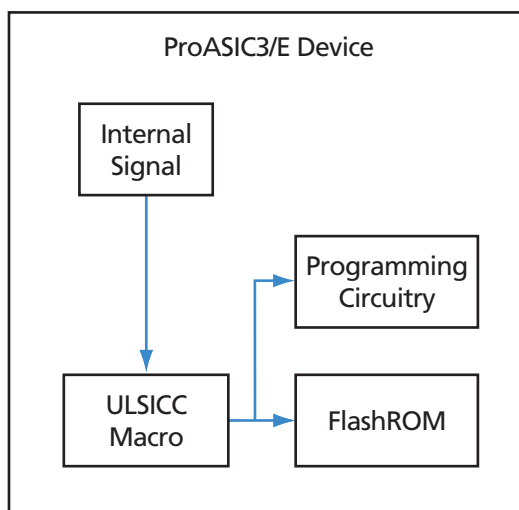 ProASIC3/E Device
Internal
Signal
Programming
Circuitry
ULSICC
Macro
FlashROM